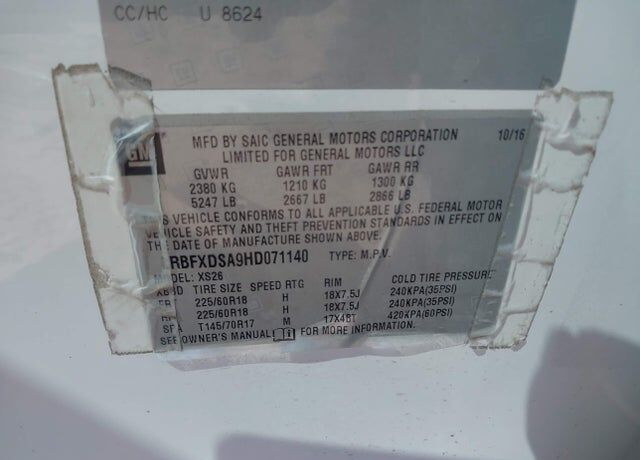 CC/HC U 8624
GM
MFD BY SAIC GENERAL MOTORS CORPORATION 10/16
LIMITED FOR GENERAL MOTORS LLC
GVWR GAWR FRT GAWR RR
2380 KG 1210 KG 1300 KG
5247 LB 2667 LB 2866 LB
THIS VEHICLE CONFORMS TO ALL APPLICABLE U.S. FEDERAL MOTOR
VEHICLE SAFETY AND THEFT PREVENTION STANDARDS IN EFFECT ON
THE DATE OF MANUFACTURE SHOWN ABOVE.
RBFXDSA9HD071140 TYPE: M.P.V.
MODEL: XS26
TIRE SIZE SPEED RTG RIM COLD TIRE PRESSURE
225/60R18 H 18X7.5J 240KPA(35PSI)
225/60R18 H 18X7.5J 240KPA(35PSI)
SPA T145/70R17 M 17X4BT 420KPA(60PSI)
SEE OWNER'S MANUAL FOR MORE INFORMATION.